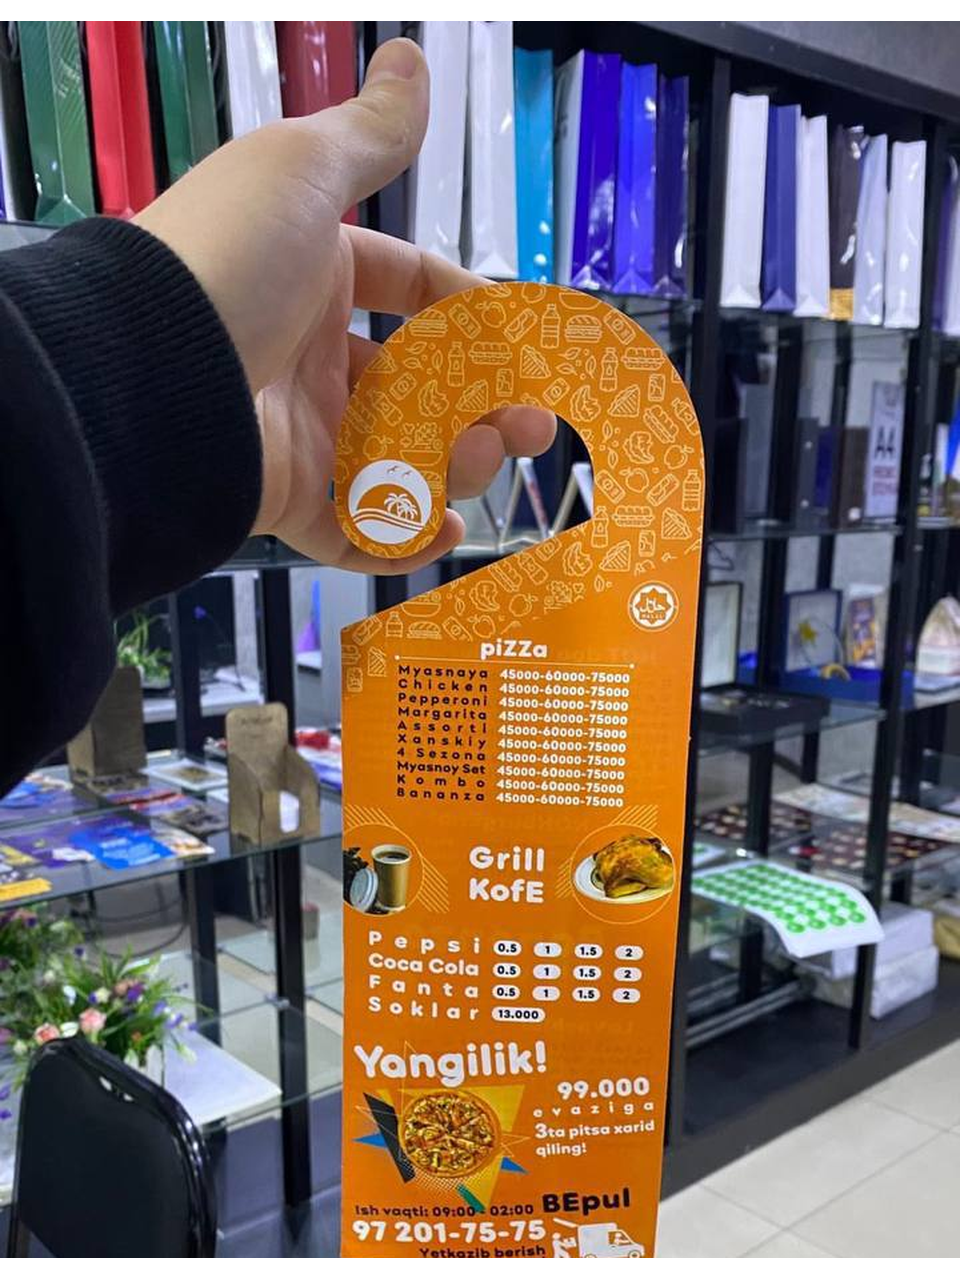 حلال
HALAL
piZZa
Myasnaya 45000-60000-75000
Chicken 45000-60000-75000
Pepperoni 45000-60000-75000
Margarita 45000-60000-75000
Assorti 45000-60000-75000
Xanskiy 45000-60000-75000
4 Sezona 45000-60000-75000
Myasnoy Set 45000-60000-75000
Kombo 45000-60000-75000
Bananza 45000-60000-75000
Grill
KofE
Pepsi 0.5 1 1.5 2
Coca Cola 0.5 1 1.5 2
Fanta 0.5 1 1.5 2
Soklar 13.000
Yangilik!
99.000
evaziga
3ta pitsa xarid
qiling!
Ish vaqti: 09:00 - 02:00 BEpul
97 201-75-75
Yetkazib berish
A4